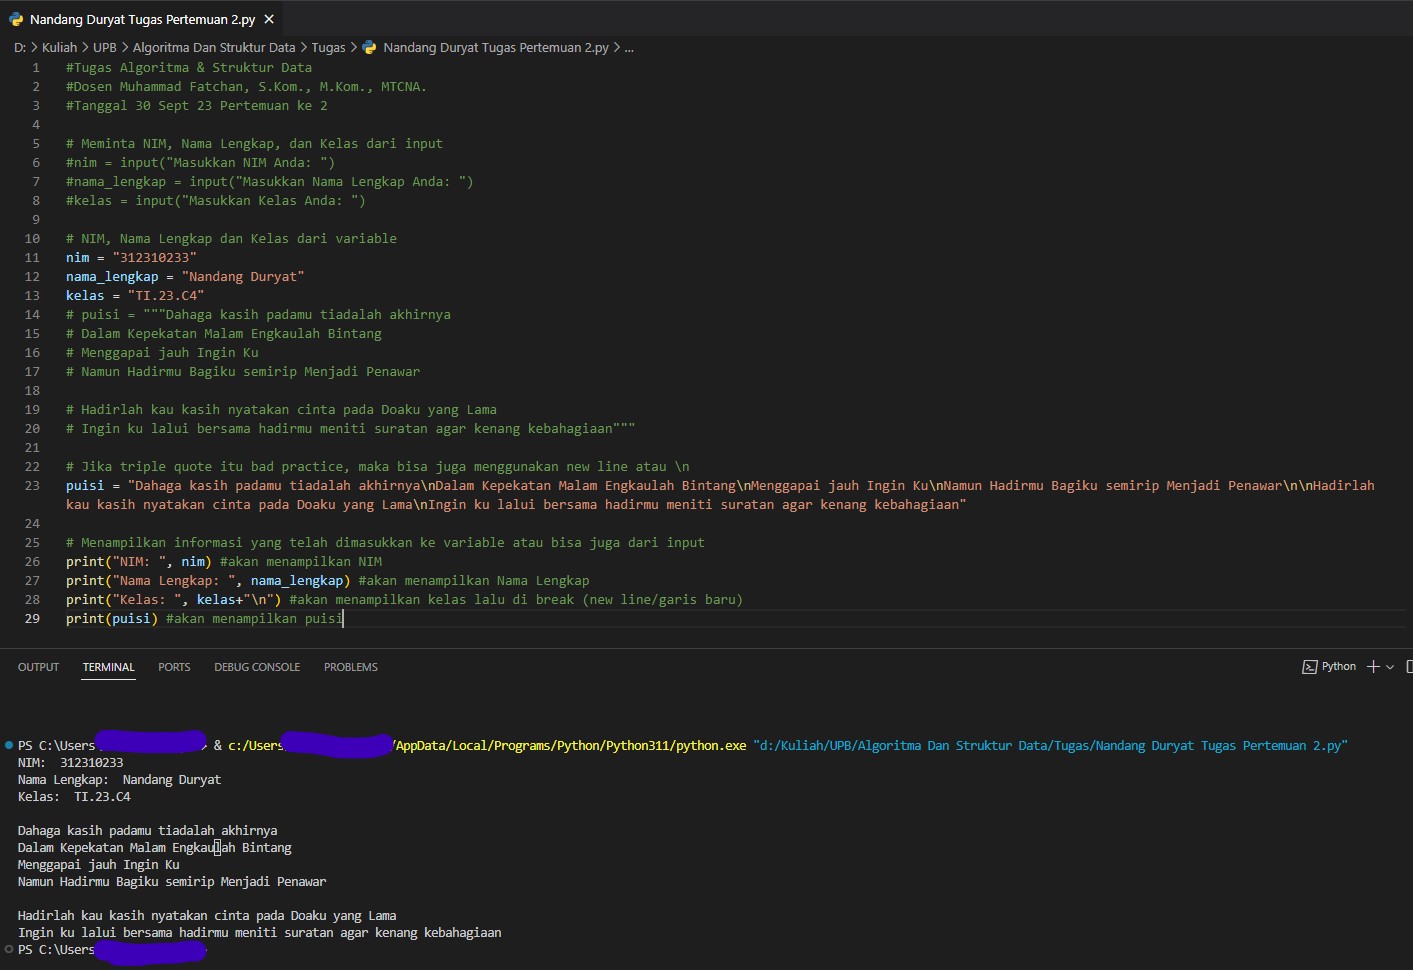 Nandang Duryat Tugas Pertemuan 2.py ×
D: > Kuliah > UPB > Algoritma Dan Struktur Data > Tugas > Nandang Duryat Tugas Pertemuan 2.py > ...
1 #Tugas Algoritma & Struktur Data
2 #Dosen Muhammad Fatchan, S.Kom., M.Kom., MTCNA.
3 #Tanggal 30 Sept 23 Pertemuan ke 2
4
5 # Meminta NIM, Nama Lengkap, dan Kelas dari input
6 #nim = input("Masukkan NIM Anda: ")
7 #nama_lengkap = input("Masukkan Nama Lengkap Anda: ")
8 #kelas = input("Masukkan Kelas Anda: ")
9
10 # NIM, Nama Lengkap dan Kelas dari variable
11 nim = "312310233"
12 nama_lengkap = "Nandang Duryat"
13 kelas = "TI.23.C4"
14 # puisi = """Dahaga kasih padamu tiadalah akhirnya
15 # Dalam Kepekatan Malam Engkaulah Bintang
16 # Menggapai jauh Ingin Ku
17 # Namun Hadirmu Bagiku semirip Menjadi Penawar
18
19 # Hadirlah kau kasih nyatakan cinta pada Doaku yang Lama
20 # Ingin ku lalui bersama hadirmu meniti suratan agar kenang kebahagiaan"""
21
22 # Jika triple quote itu bad practice, maka bisa juga menggunakan new line atau \n
23 puisi = "Dahaga kasih padamu tiadalah akhirnya\nDalam Kepekatan Malam Engkaulah Bintang\nMenggapai jauh Ingin Ku\nNamun Hadirmu Bagiku semirip Menjadi Penawar\n\nHadirlah
kau kasih nyatakan cinta pada Doaku yang Lama\nIngin ku lalui bersama hadirmu meniti suratan agar kenang kebahagiaan"
24
25 # Menampilkan informasi yang telah dimasukkan ke variable atau bisa juga dari input
26 print("NIM: ", nim) #akan menampilkan NIM
27 print("Nama Lengkap: ", nama_lengkap) #akan menampilkan Nama Lengkap
28 print("Kelas: ", kelas+"\n") #akan menampilkan kelas lalu di break (new line/garis baru)
29 print(puisi) #akan menampilkan puisi
OUTPUT TERMINAL PORTS DEBUG CONSOLE PROBLEMS Python
PS C:\Users > & c:/Users /AppData/Local/Programs/Python/Python311/python.exe "d:/Kuliah/UPB/Algoritma Dan Struktur Data/Tugas/Nandang Duryat Tugas Pertemuan 2.py"
NIM:  312310233
Nama Lengkap:  Nandang Duryat
Kelas:  TI.23.C4

Dahaga kasih padamu tiadalah akhirnya
Dalam Kepekatan Malam Engkaulah Bintang
Menggapai jauh Ingin Ku
Namun Hadirmu Bagiku semirip Menjadi Penawar

Hadirlah kau kasih nyatakan cinta pada Doaku yang Lama
Ingin ku lalui bersama hadirmu meniti suratan agar kenang kebahagiaan
PS C:\Users